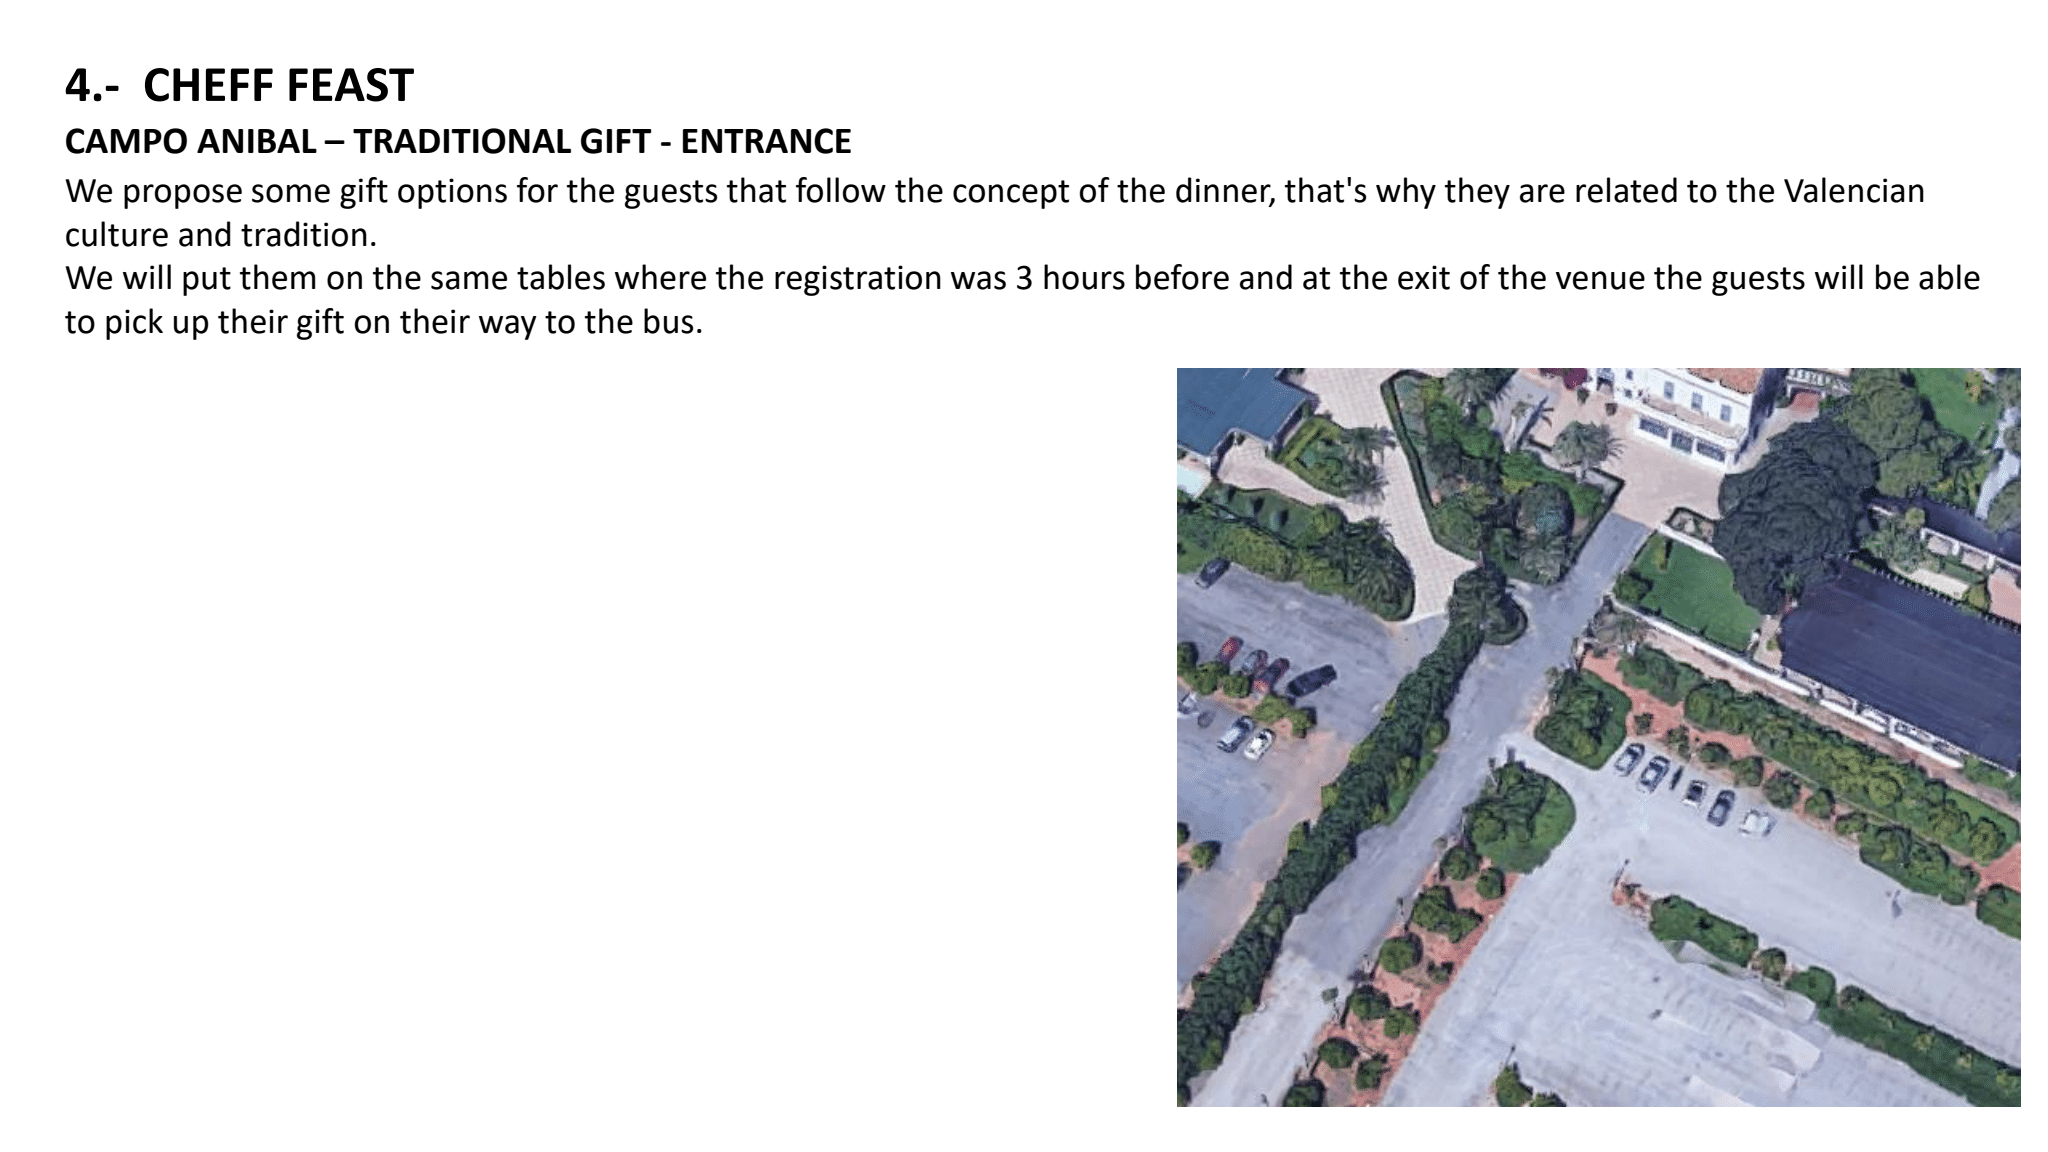 4.-  CHEFF FEAST
CAMPO ANIBAL – TRADITIONAL GIFT - ENTRANCE
We propose some gift options for the guests that follow the concept of the dinner, that's why they are related to the Valencian
culture and tradition.
We will put them on the same tables where the registration was 3 hours before and at the exit of the venue the guests will be able
to pick up their gift on their way to the bus.